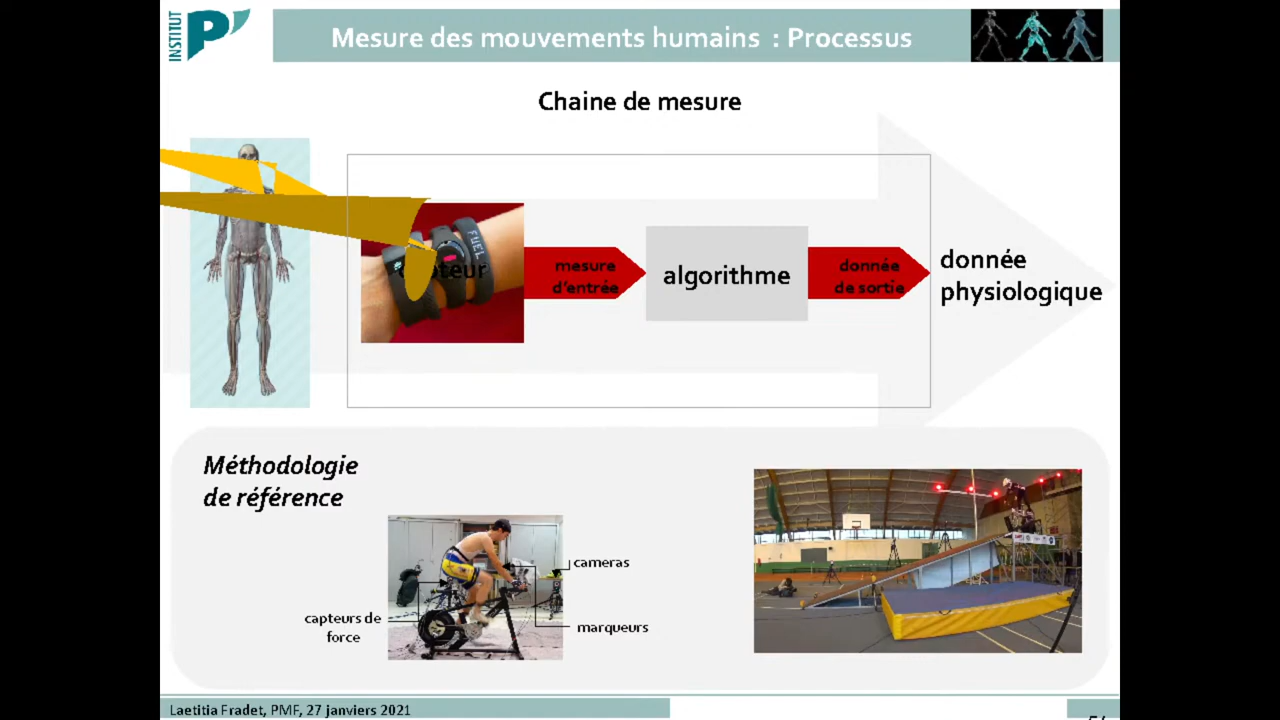 INSTITUT
P'
Mesure des mouvements humains : Processus
Chaine de mesure
FUEL
mesure
d'entrée
algorithme
donnée
de sortie
donnée
physiologique
Méthodologie
de référence
cameras
capteurs de
force
marqueurs
Laetitia Fradet, PMF, 27 janviers 2021